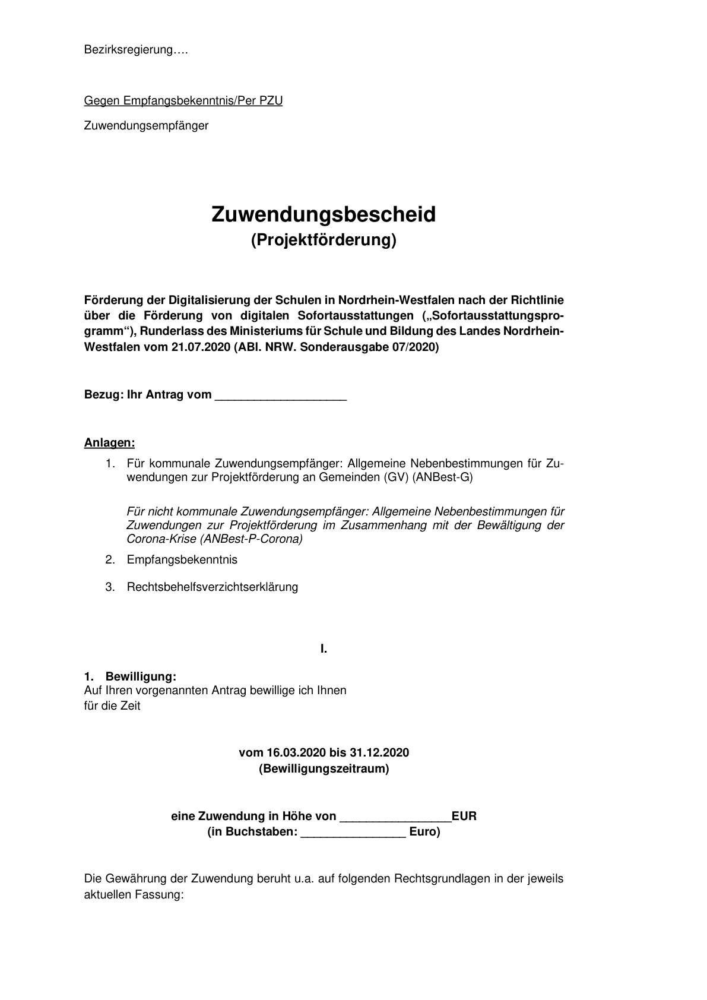 Bezirksregierung….
Gegen Empfangsbekenntnis/Per PZU
Zuwendungsempfänger
Zuwendungsbescheid
(Projektförderung)
Förderung der Digitalisierung der Schulen in Nordrhein-Westfalen nach der Richtlinie
über die Förderung von digitalen Sofortausstattungen („Sofortausstattungspro-
gramm“), Runderlass des Ministeriums für Schule und Bildung des Landes Nordrhein-
Westfalen vom 21.07.2020 (ABl. NRW. Sonderausgabe 07/2020)
Bezug: Ihr Antrag vom ____________________
Anlagen:
1. Für kommunale Zuwendungsempfänger: Allgemeine Nebenbestimmungen für Zu-
wendungen zur Projektförderung an Gemeinden (GV) (ANBest-G)
Für nicht kommunale Zuwendungsempfänger: Allgemeine Nebenbestimmungen für
Zuwendungen zur Projektförderung im Zusammenhang mit der Bewältigung der
Corona-Krise (ANBest-P-Corona)
2. Empfangsbekenntnis
3. Rechtsbehelfsverzichtserklärung
I.
1. Bewilligung:
Auf Ihren vorgenannten Antrag bewillige ich Ihnen
für die Zeit
vom 16.03.2020 bis 31.12.2020
(Bewilligungszeitraum)
eine Zuwendung in Höhe von _________________EUR
(in Buchstaben: ________________ Euro)
Die Gewährung der Zuwendung beruht u.a. auf folgenden Rechtsgrundlagen in der jeweils
aktuellen Fassung: